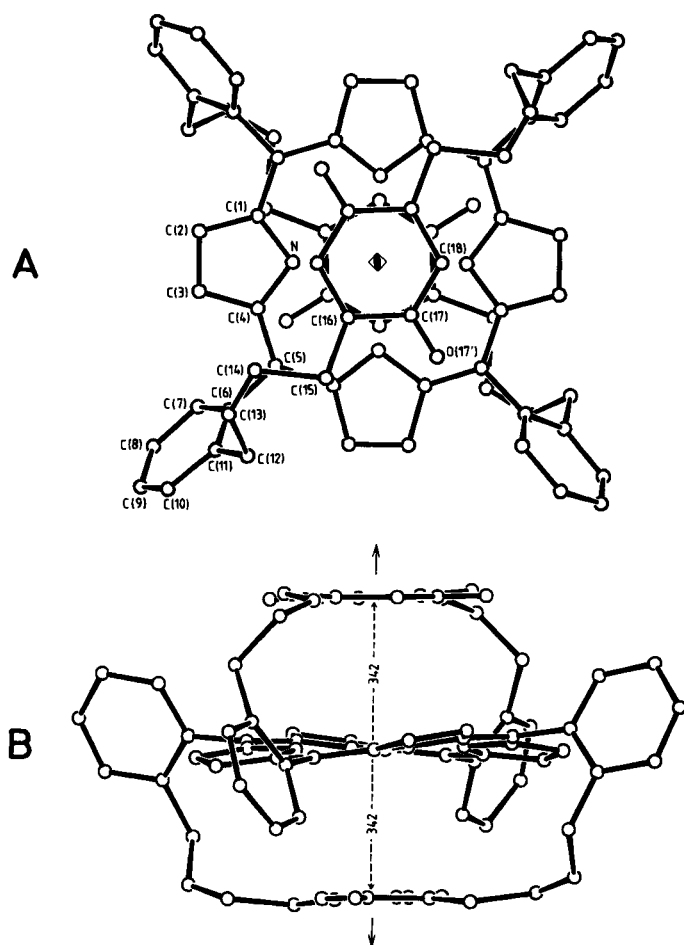 A
C(1)
C(2)
N
C(18)
C(3)
C(4)
C(16)
C(17)
O(17')
C(5)
C(14)
C(15)
C(6)
C(7)
C(13)
C(8)
C(11)
C(12)
C(9)
C(10)
B
342
342